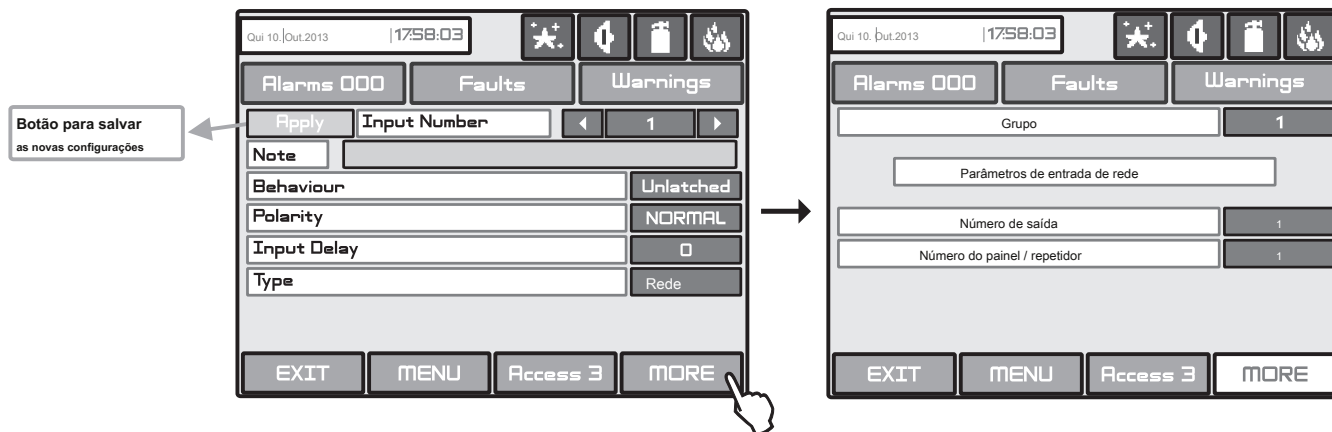 Botão para salvar
as novas configurações
Qui 10. Out.2013 17:58:03
Alarms 000 Faults Warnings
Apply Input Number 1
Note
Behaviour Unlatched
Polarity NORMAL
Input Delay 0
Type Rede
EXIT MENU Access 3 MORE
Qui 10. Out.2013 17:58:03
Alarms 000 Faults Warnings
Grupo 1
Parâmetros de entrada de rede
Número de saída 1
Número do painel / repetidor 1
EXIT MENU Access 3 MORE